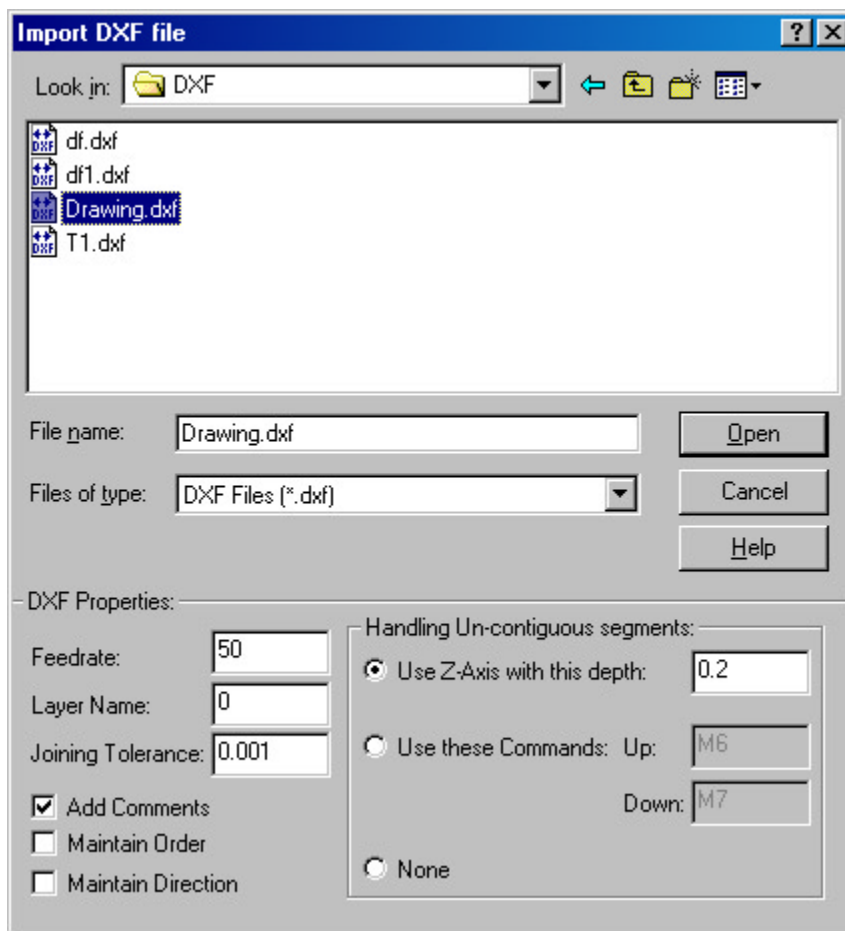 Import DXF file
Look in: DXF
df.dxf
df1.dxf
Drawing.dxf
T1.dxf
File name: Drawing.dxf Open
Files of type: DXF Files (*.dxf) Cancel
Help
DXF Properties:
Feedrate: 50
Layer Name: 0
Joining Tolerance: 0.001
Add Comments
Maintain Order
Maintain Direction
Handling Un-contiguous segments:
Use Z-Axis with this depth: 0.2
Use these Commands: Up: M6
Down: M7
None